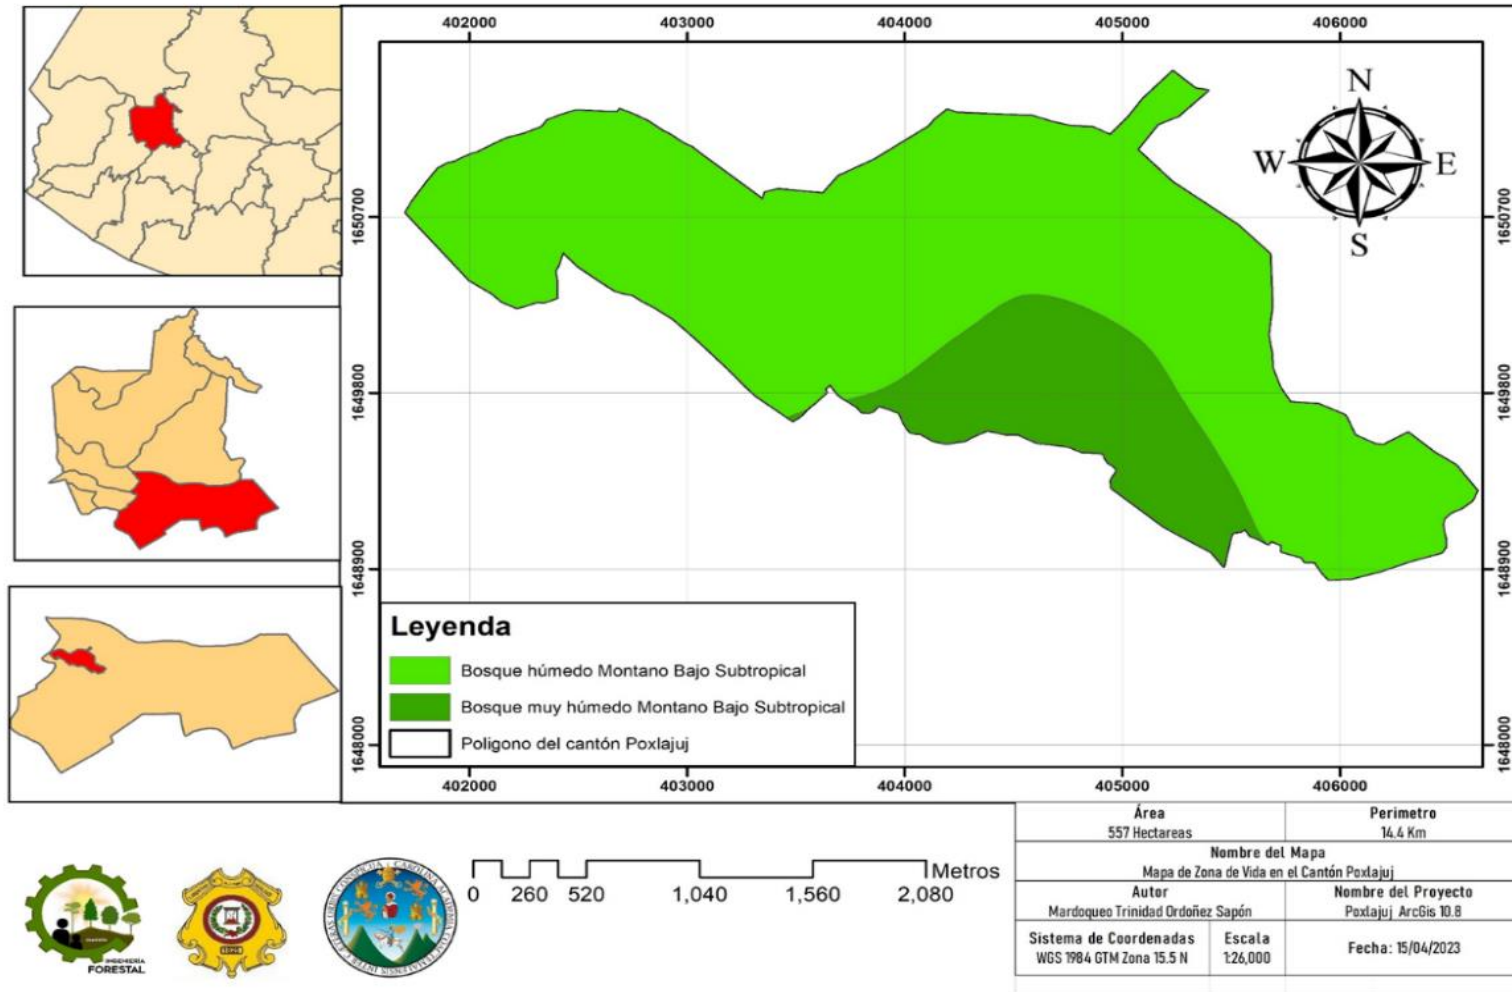 402000 403000 404000 405000 406000
N
W E
S
1650700 1650700
1649800 1649800
1648900 1648900
1648000 1648000
Leyenda
Bosque húmedo Montano Bajo Subtropical
Bosque muy húmedo Montano Bajo Subtropical
Poligono del cantón Poxlajuj
402000 403000 404000 405000 406000
Metros
0 260 520 1,040 1,560 2,080
INGENIERIA
FORESTAL
Área Perimetro
557 Hectareas 14.4 Km
Nombre del Mapa
Mapa de Zona de Vida en el Cantón Poxlajuj
Autor Nombre del Proyecto
Mardoqueo Trinidad Ordoñez Sapón Poxlajuj ArcGis 10.8
Sistema de Coordenadas Escala
WGS 1984 GTM Zona 15.5 N 1:26,000
Fecha: 15/04/2023